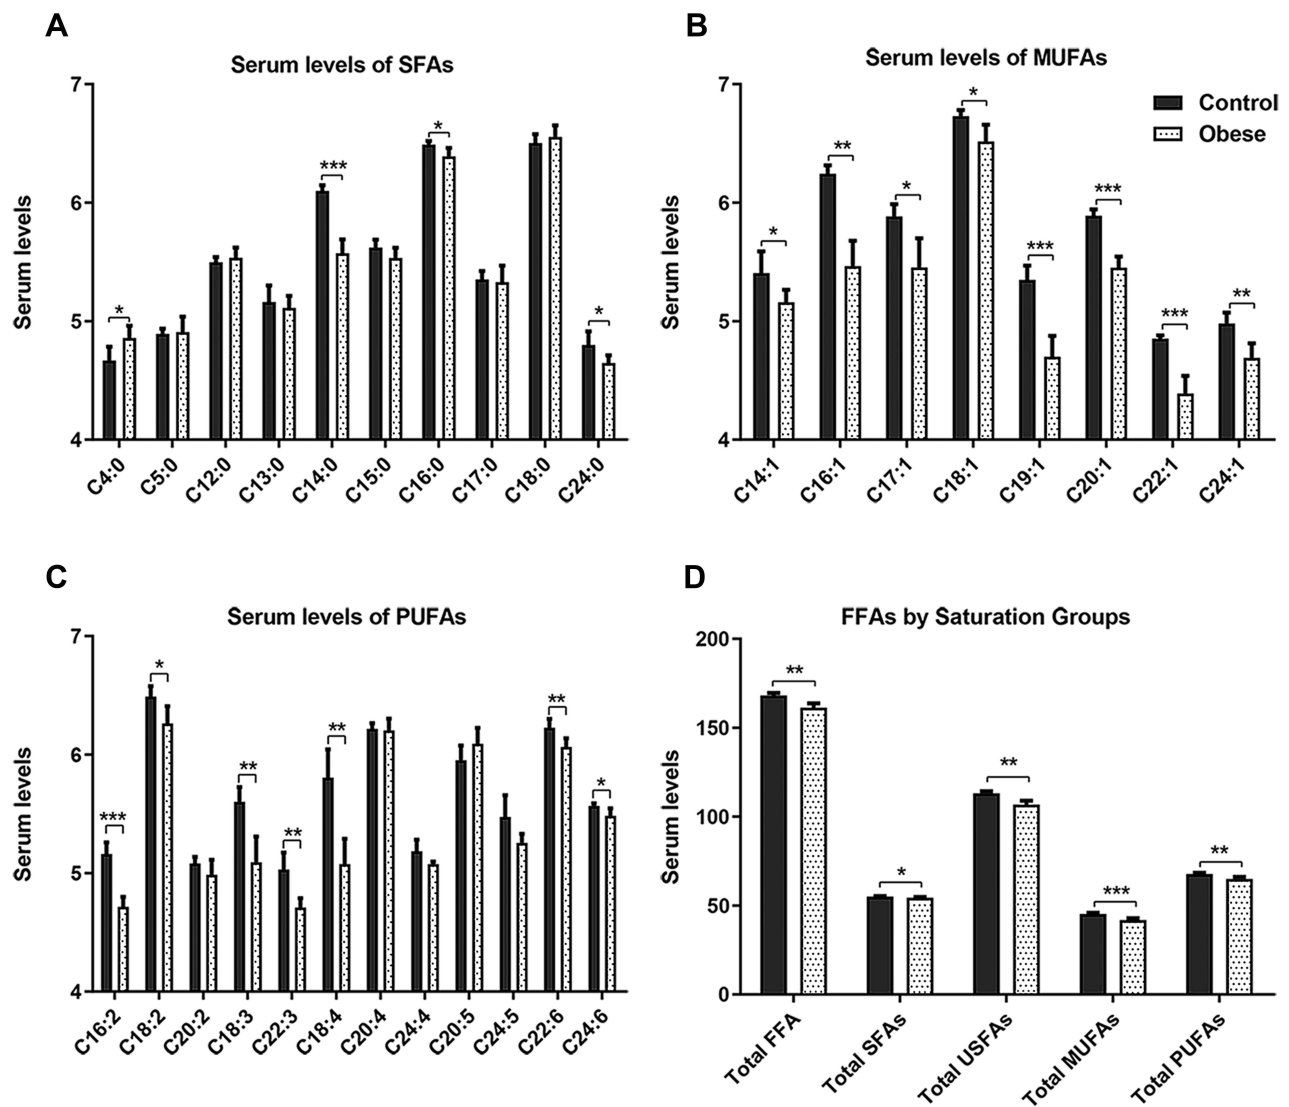 A
Serum levels of SFAs
Serum levels
7
6
5
4
*
***
*
*
C4:0
C5:0
C12:0
C13:0
C14:0
C15:0
C16:0
C17:0
C18:0
C24:0
B
Serum levels of MUFAs
Control
Obese
Serum levels
7
6
5
4
*
**
*
*
***
***
***
**
C14:1
C16:1
C17:1
C18:1
C19:1
C20:1
C22:1
C24:1
C
Serum levels of PUFAs
Serum levels
7
6
5
4
***
*
**
**
**
**
*
C16:2
C18:2
C20:2
C18:3
C22:3
C18:4
C20:4
C24:4
C20:5
C24:5
C22:6
C24:6
D
FFAs by Saturation Groups
Serum levels
200
150
100
50
0
**
*
**
***
**
Total FFA
Total SFAs
Total USFAs
Total MUFAs
Total PUFAs